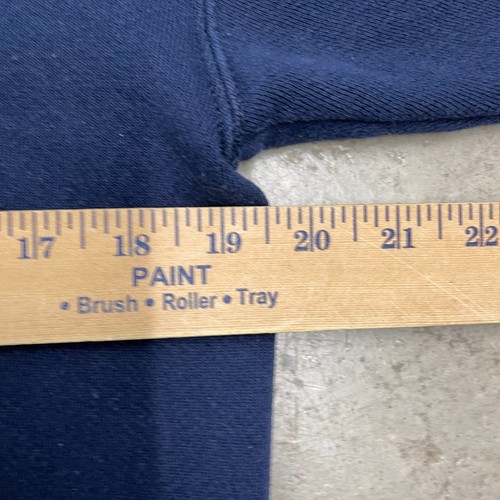 17 18 19 20 21 22
PAINT
• Brush • Roller • Tray